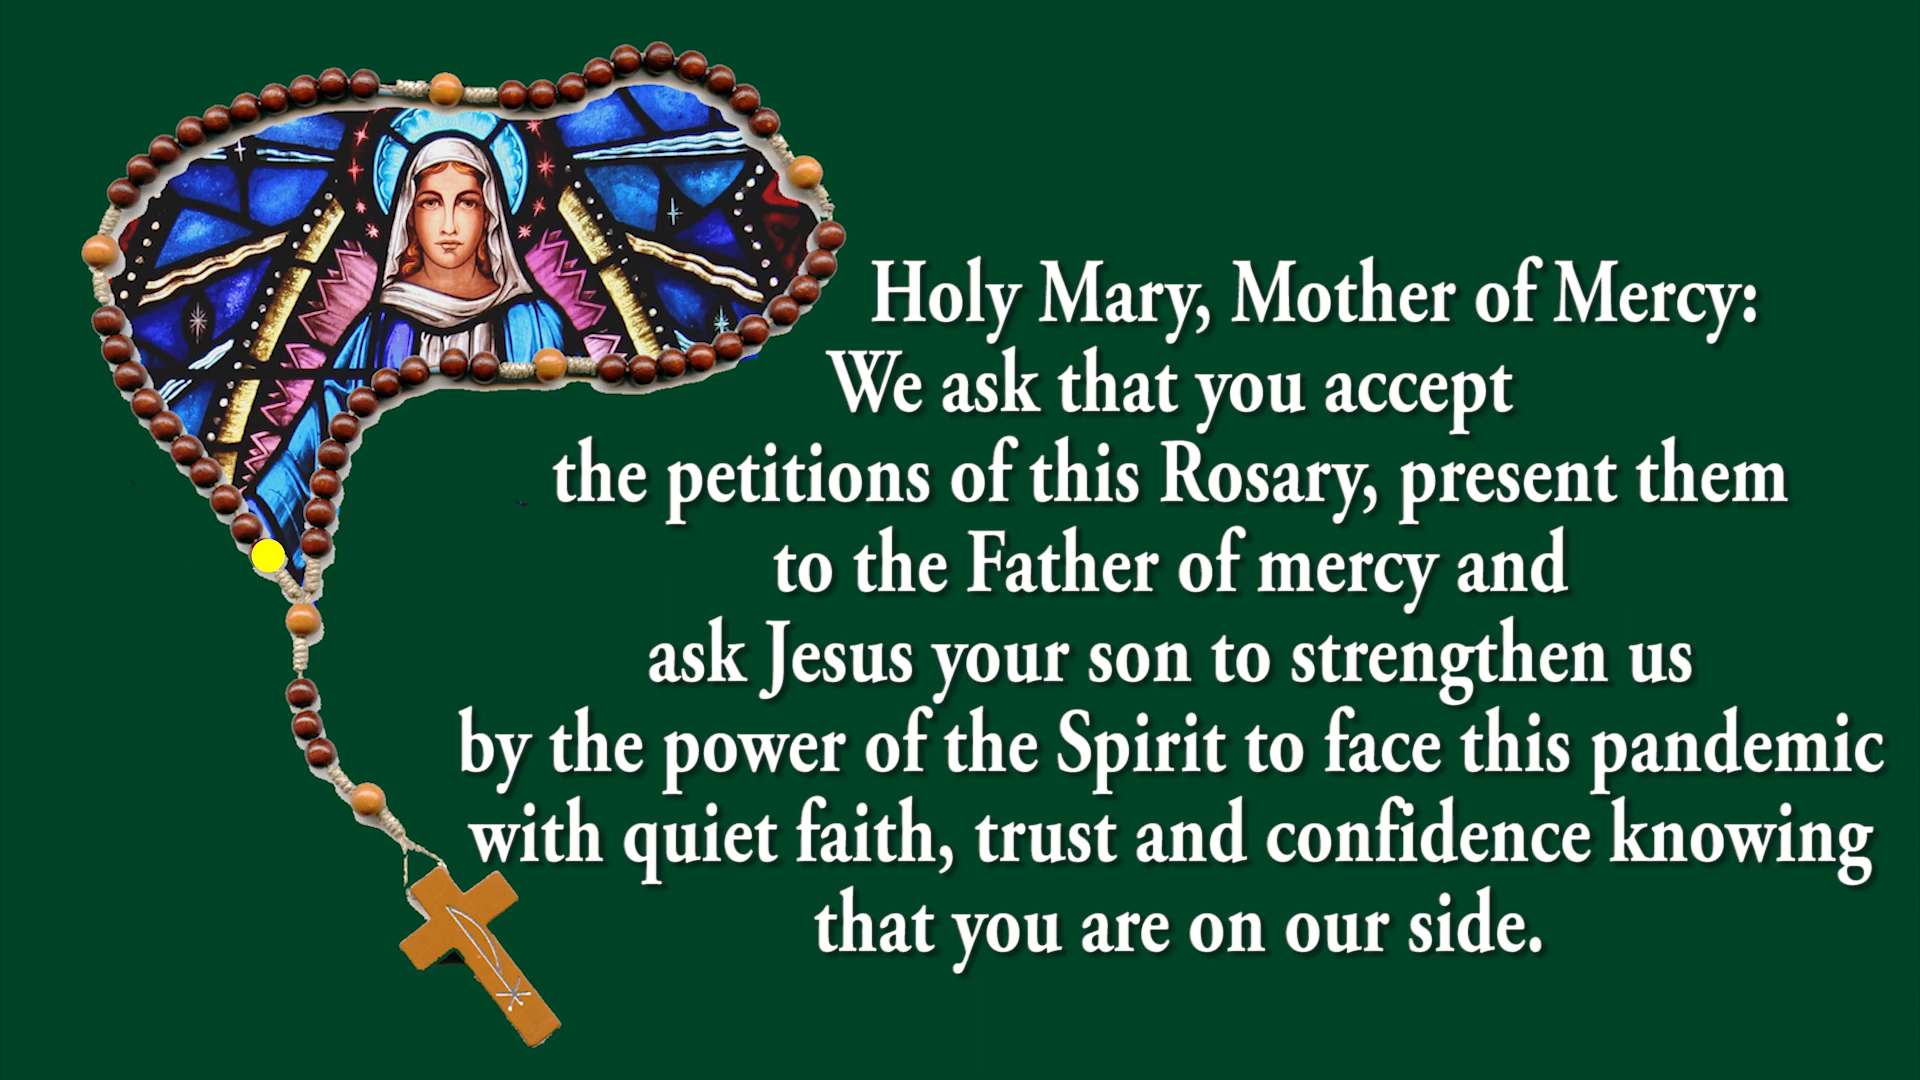 Holy Mary, Mother of Mercy:
We ask that you accept
the petitions of this Rosary, present them
to the Father of mercy and
ask Jesus your son to strengthen us
by the power of the Spirit to face this pandemic
with quiet faith, trust and confidence knowing
that you are on our side.